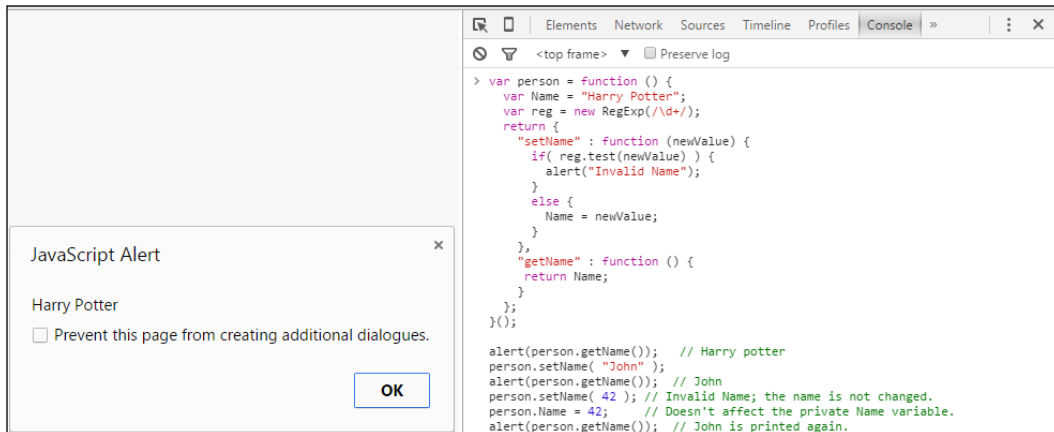 Elements Network Sources Timeline Profiles Console »
<top frame> ▼ Preserve log
> var person = function () {
var Name = "Harry Potter";
var reg = new RegExp(/\d+/);
return {
"setName" : function (newValue) {
if( reg.test(newValue) ) {
alert("Invalid Name");
}
else {
Name = newValue;
}
},
"getName" : function () {
return Name;
}
};
}();
alert(person.getName()); // Harry potter
person.setName( "John" );
alert(person.getName()); // John
person.setName( 42 ); // Invalid Name; the name is not changed.
person.Name = 42; // Doesn't affect the private Name variable.
alert(person.getName()); // John is printed again.
JavaScript Alert
Harry Potter
Prevent this page from creating additional dialogues.
OK